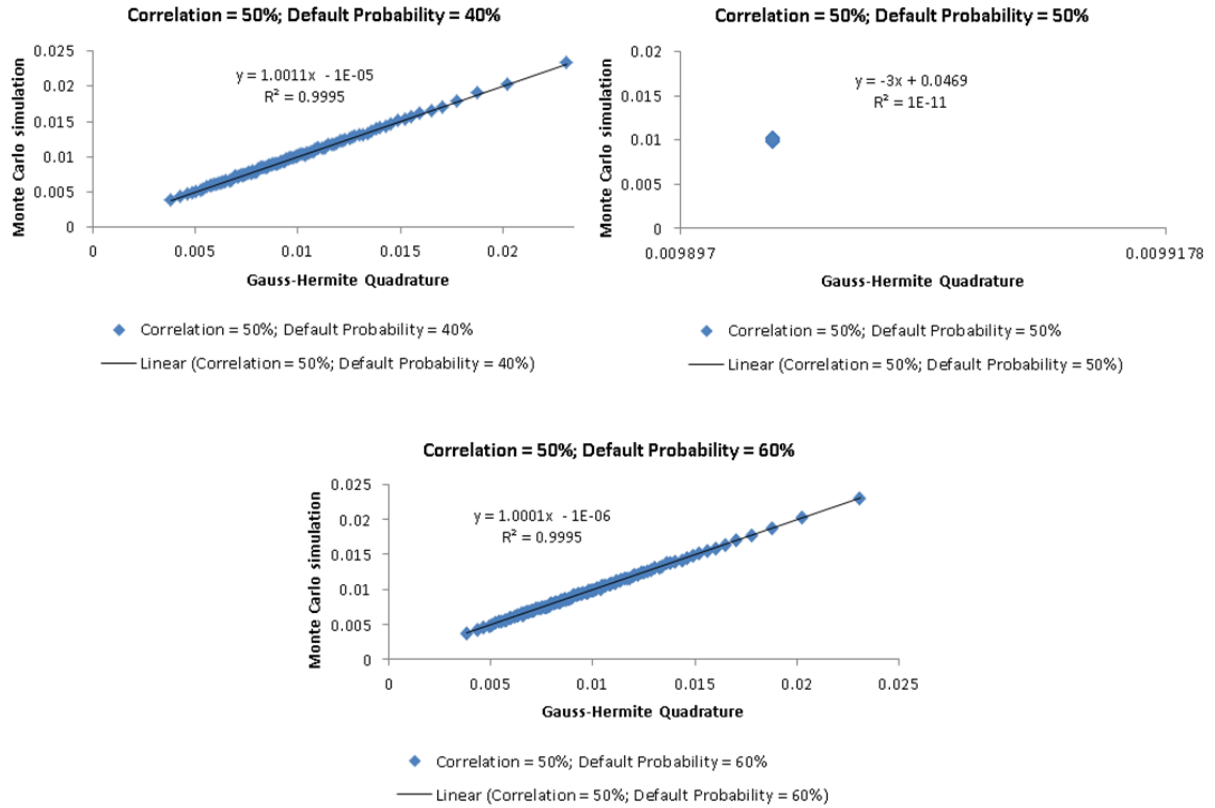 Correlation = 50%; Default Probability = 40%
0.025
0.02
0.015
0.01
0.005
0
Monte Carlo simulation
y = 1.0011x - 1E-05
R² = 0.9995
0 0.005 0.01 0.015 0.02
Gauss-Hermite Quadrature
Correlation = 50%; Default Probability = 40%
Linear (Correlation = 50%; Default Probability = 40%)
Correlation = 50%; Default Probability = 50%
0.02
0.015
0.01
0.005
0
Monte Carlo simulation
y = -3x + 0.0469
R² = 1E-11
0.009897 0.0099178
Gauss-Hermite Quadrature
Correlation = 50%; Default Probability = 50%
Linear (Correlation = 50%; Default Probability = 50%)
Correlation = 50%; Default Probability = 60%
0.025
0.02
0.015
0.01
0.005
0
Monte Carlo simulation
y = 1.0001x - 1E-06
R² = 0.9995
0 0.005 0.01 0.015 0.02 0.025
Gauss-Hermite Quadrature
Correlation = 50%; Default Probability = 60%
Linear (Correlation = 50%; Default Probability = 60%)